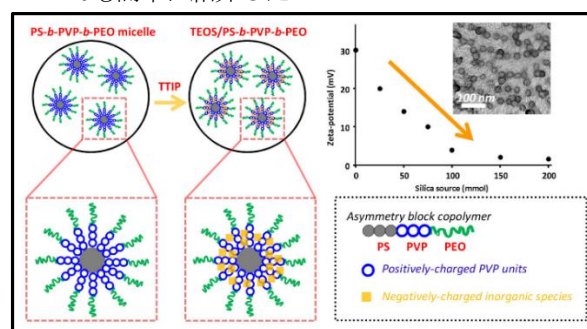 PS-b-PVP-b-PEO micelle
TEOS/PS-b-PVP-b-PEO
TTIP
Zeta-potential (mV)
30
20
10
0
0
50
100
150
200
Silica source (mmol)
100 nm
Asymmetry block copolymer
PS
PVP
PEO
Positively-charged PVP units
Negatively-charged inorganic species